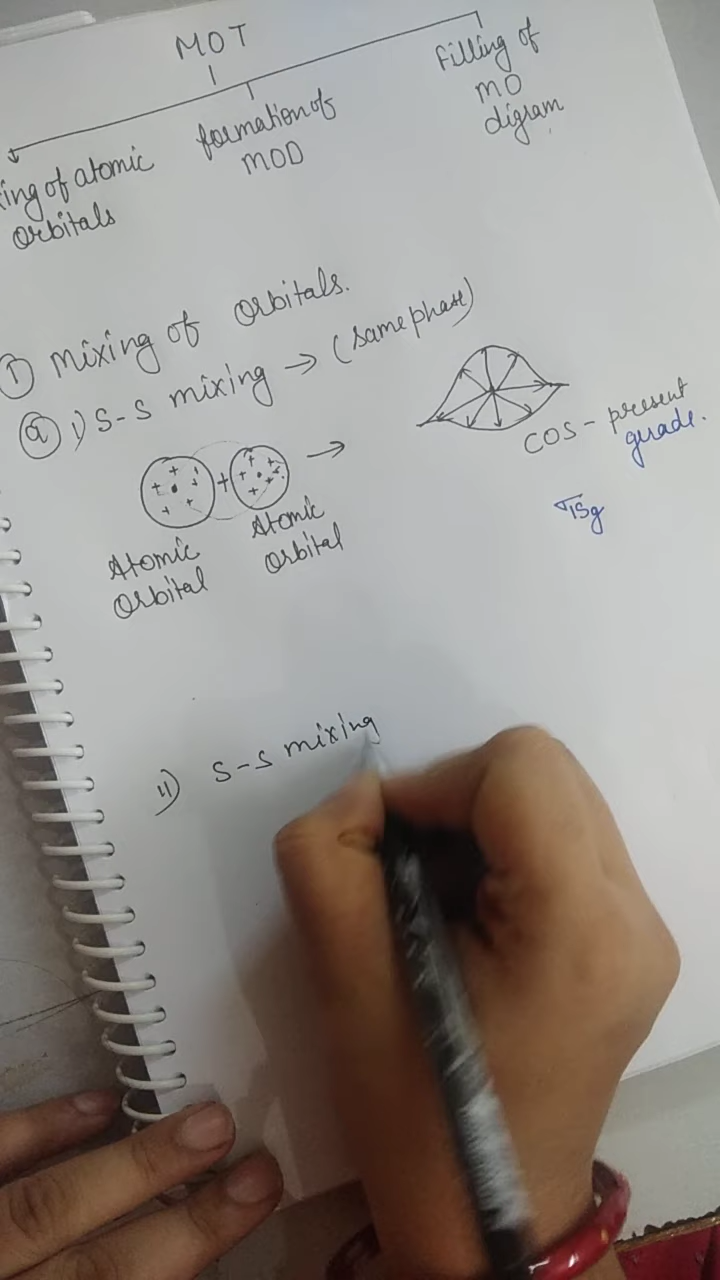 MOT
ing of atomic
orbitals
formation of
MOD
Filling of
MO
digram
① Mixing of orbitals.
ⓐ i) S-S mixing → (same phase)
+ + + + + + + + + + + →
COS - present
gerade.
Atomic
orbital
Atomic
orbital
σ1sg
ii) S-S mixing